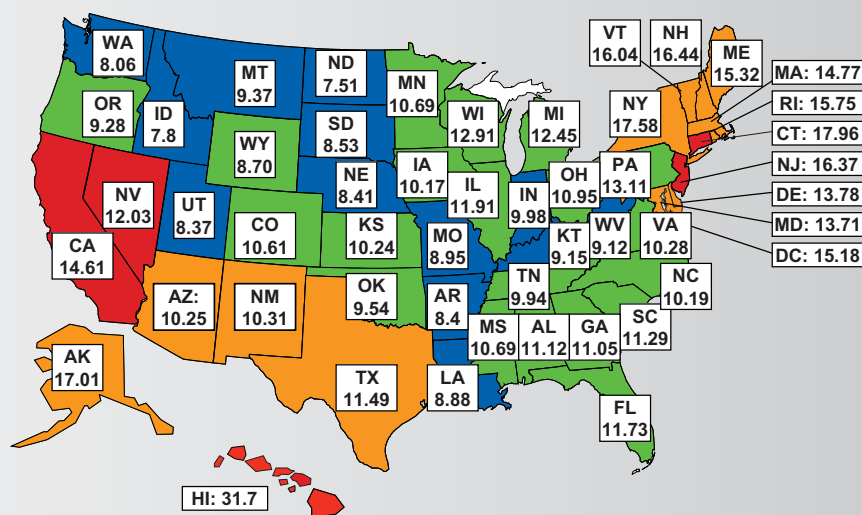 VT
16.04
NH
16.44
ME
15.32
WA
8.06
MT
9.37
ND
7.51
MN
10.69
MA: 14.77
OR
9.28
ID
7.8
SD
8.53
WI
12.91
MI
12.45
NY
17.58
RI: 15.75
CT: 17.96
WY
8.70
NE
8.41
IA
10.17
IL
11.91
IN
9.98
OH
10.95
PA
13.11
NJ: 16.37
DE: 13.78
NV
12.03
UT
8.37
CO
10.61
KS
10.24
MO
8.95
KT
9.15
WV
9.12
VA
10.28
MD: 13.71
DC: 15.18
CA
14.61
AZ:
10.25
NM
10.31
OK
9.54
AR
8.4
TN
9.94
NC
10.19
MS
10.69
AL
11.12
GA
11.05
SC
11.29
AK
17.01
TX
11.49
LA
8.88
FL
11.73
HI: 31.7